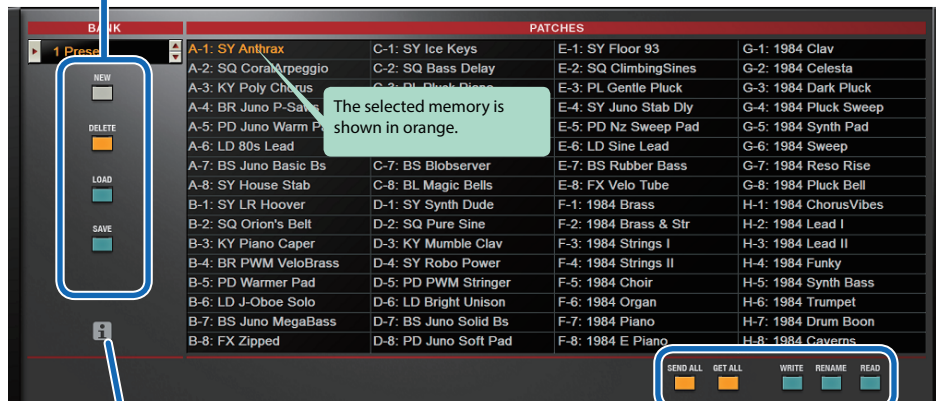 BANK PATCHES
1 Preset A-1: SY Anthrax C-1: SY Ice Keys E-1: SY Floor 93 G-1: 1984 Clav
A-2: SQ CoralArpeggio C-2: SQ Bass Delay E-2: SQ ClimbingSines G-2: 1984 Celesta
NEW A-3: KY Poly Chorus E-3: PL Gentle Pluck G-3: 1984 Dark Pluck
A-4: BR Juno E-4: SY Juno Stab Dly G-4: 1984 Pluck Sweep
The selected memory is
shown in orange.
DELETE A-5: PD Juno Warm E-5: PD Nz Sweep Pad G-5: 1984 Synth Pad
A-6: LD 80s Lead E-6: LD Sine Lead G-6: 1984 Sweep
A-7: BS Juno Basic Bs C-7: BS Blobserver E-7: BS Rubber Bass G-7: 1984 Reso Rise
LOAD A-8: SY House Stab C-8: BL Magic Bells E-8: FX Velo Tube G-8: 1984 Pluck Bell
B-1: SY LR Hoover D-1: SY Synth Dude F-1: 1984 Brass H-1: 1984 ChorusVibes
SAVE B-2: SQ Orion's Belt D-2: SQ Pure Sine F-2: 1984 Brass & Str H-2: 1984 Lead I
B-3: KY Piano Caper D-3: KY Mumble Clav F-3: 1984 Strings I H-3: 1984 Lead II
B-4: BR PWM VeloBrass D-4: SY Robo Power F-4: 1984 Strings II H-4: 1984 Funky
B-5: PD Warmer Pad D-5: PD PWM Stringer F-5: 1984 Choir H-5: 1984 Synth Bass
B-6: LD J-Oboe Solo D-6: LD Bright Unison F-6: 1984 Organ H-6: 1984 Trumpet
B-7: BS Juno MegaBass D-7: BS Juno Solid Bs F-7: 1984 Piano H-7: 1984 Drum Boon
B-8: FX Zipped D-8: PD Juno Soft Pad F-8: 1984 E Piano H-8: 1984 Caverns
SEND ALL GET ALL WRITE RENAME READ